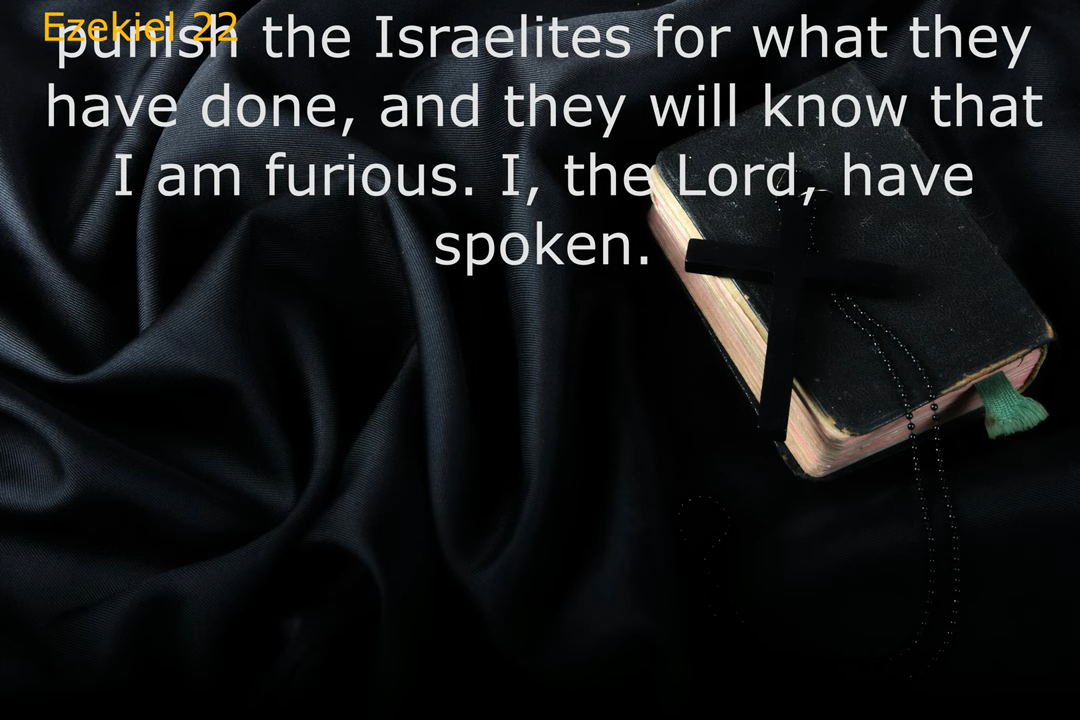 Ezekiel 22
punish the Israelites for what they
have done, and they will know that
I am furious. I, the Lord, have
spoken.